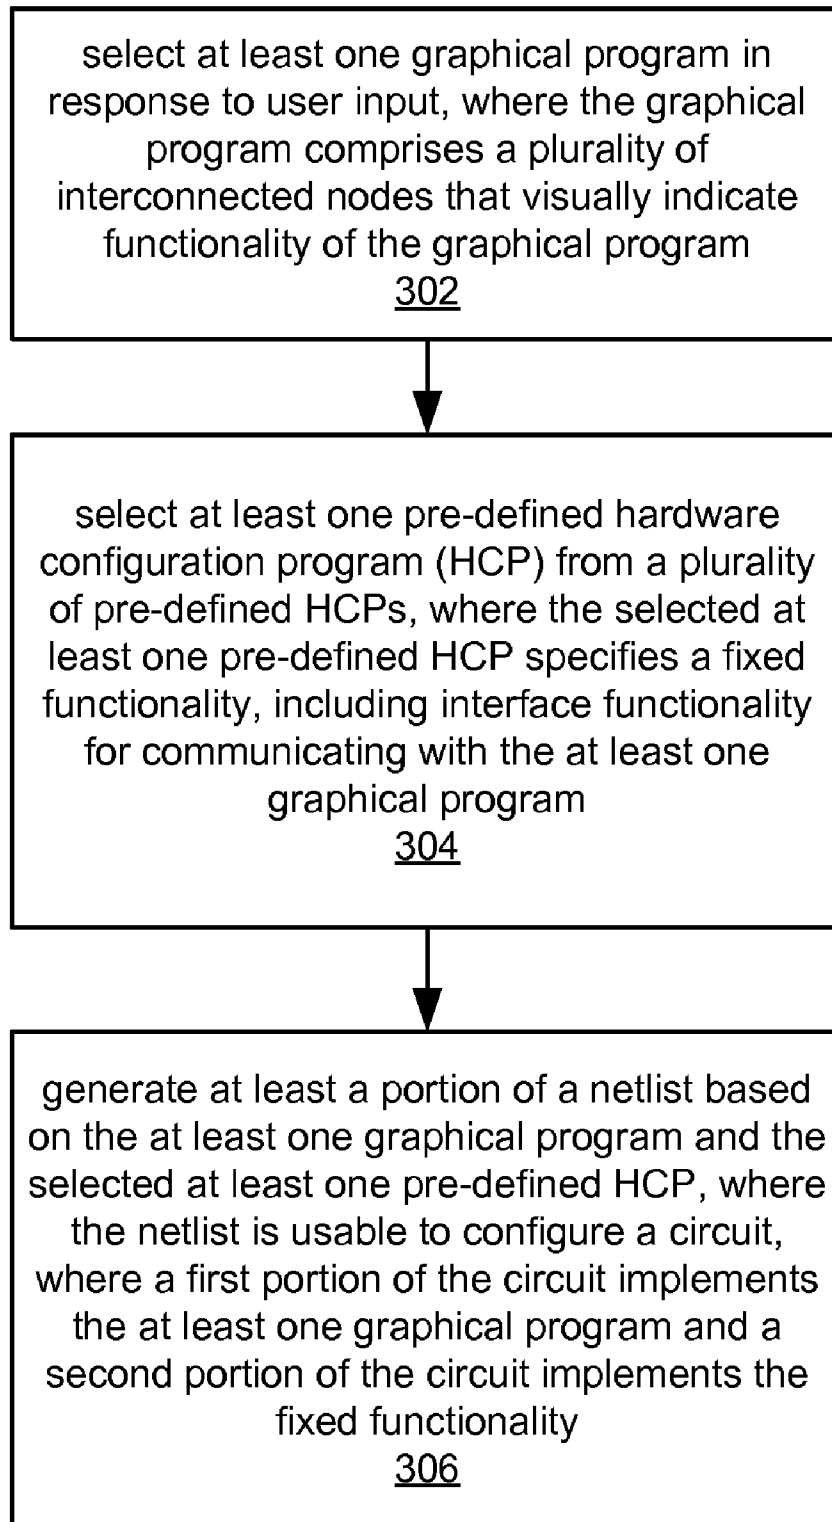 select at least one graphical program in
response to user input, where the graphical
program comprises a plurality of
interconnected nodes that visually indicate
functionality of the graphical program
302
select at least one pre-defined hardware
configuration program (HCP) from a plurality
of pre-defined HCPs, where the selected at
least one pre-defined HCP specifies a fixed
functionality, including interface functionality
for communicating with the at least one
graphical program
304
generate at least a portion of a netlist based
on the at least one graphical program and the
selected at least one pre-defined HCP, where
the netlist is usable to configure a circuit,
where a first portion of the circuit implements
the at least one graphical program and a
second portion of the circuit implements the
fixed functionality
306